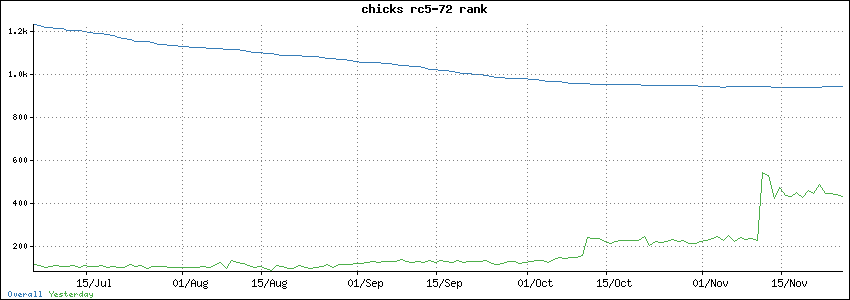 chicks rc5-72 rank
1.2k
1.0k
800
600
400
200
15/Jul 01/Aug 15/Aug 01/Sep 15/Sep 01/Oct 15/Oct 01/Nov 15/Nov
Overall Yesterday